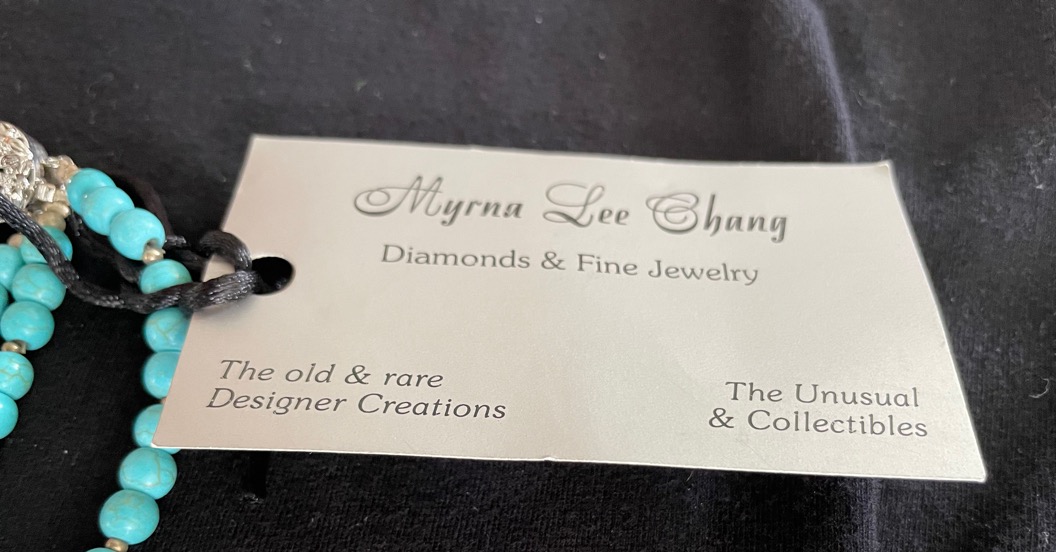 Myrna Lee Chang
Diamonds & Fine Jewelry
The old & rare
Designer Creations
The Unusual
& Collectibles